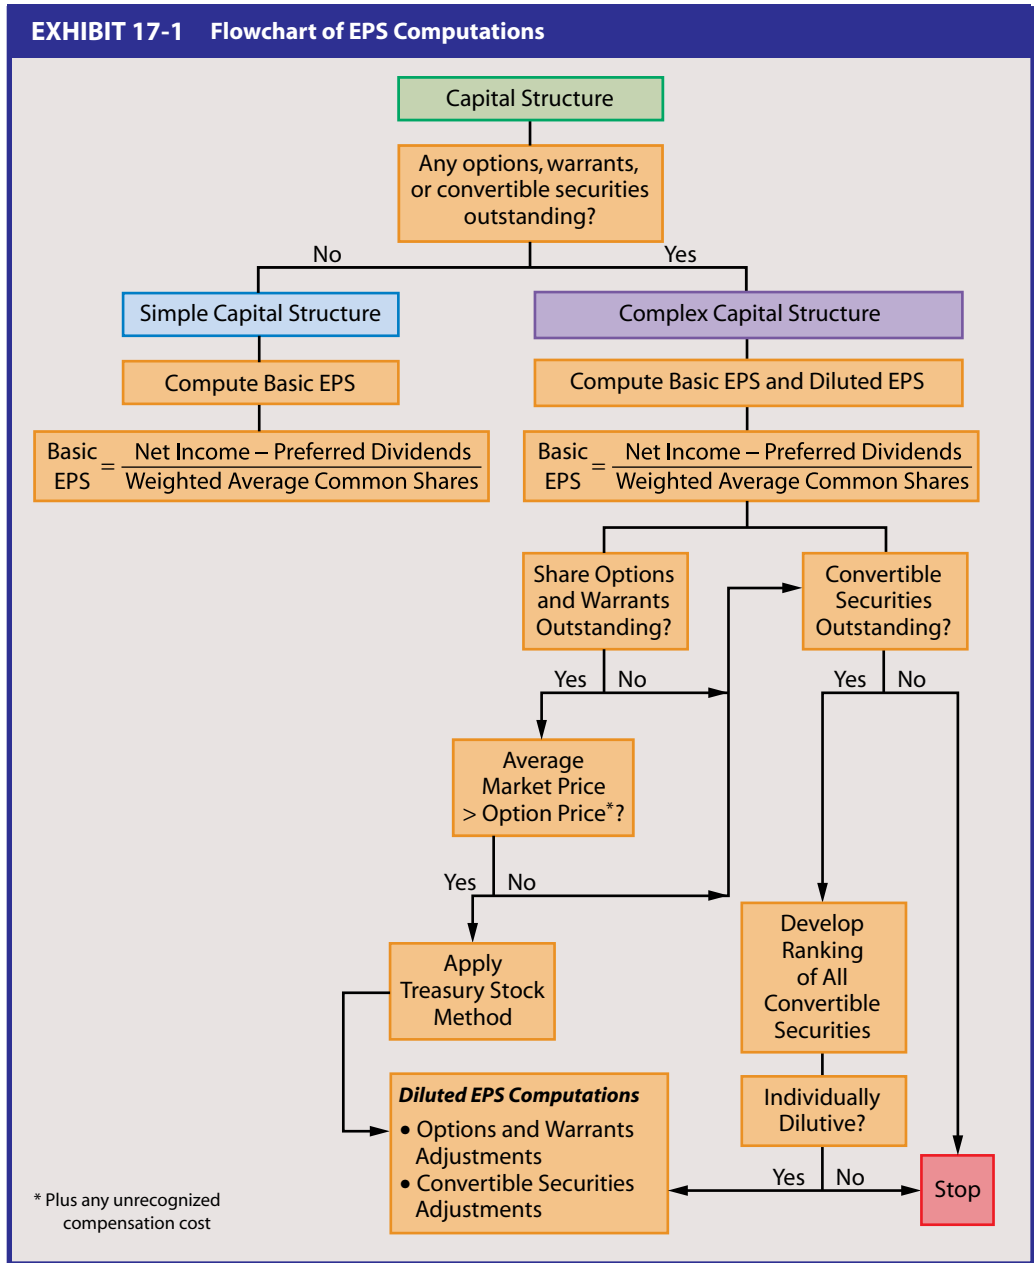 EXHIBIT 17-1 Flowchart of EPS Computations
Capital Structure
Any options, warrants,
or convertible securities
outstanding?
No
Yes
Simple Capital Structure
Complex Capital Structure
Compute Basic EPS
Compute Basic EPS and Diluted EPS
Basic EPS = Net Income – Preferred Dividends
Weighted Average Common Shares
Basic EPS = Net Income – Preferred Dividends
Weighted Average Common Shares
Share Options
and Warrants
Outstanding?
Convertible
Securities
Outstanding?
Yes No
Yes No
Average
Market Price
> Option Price*?
Yes No
Apply
Treasury Stock
Method
Develop
Ranking
of All
Convertible
Securities
Diluted EPS Computations
• Options and Warrants
Adjustments
• Convertible Securities
Adjustments
Individually
Dilutive?
Yes No
Stop
* Plus any unrecognized
compensation cost